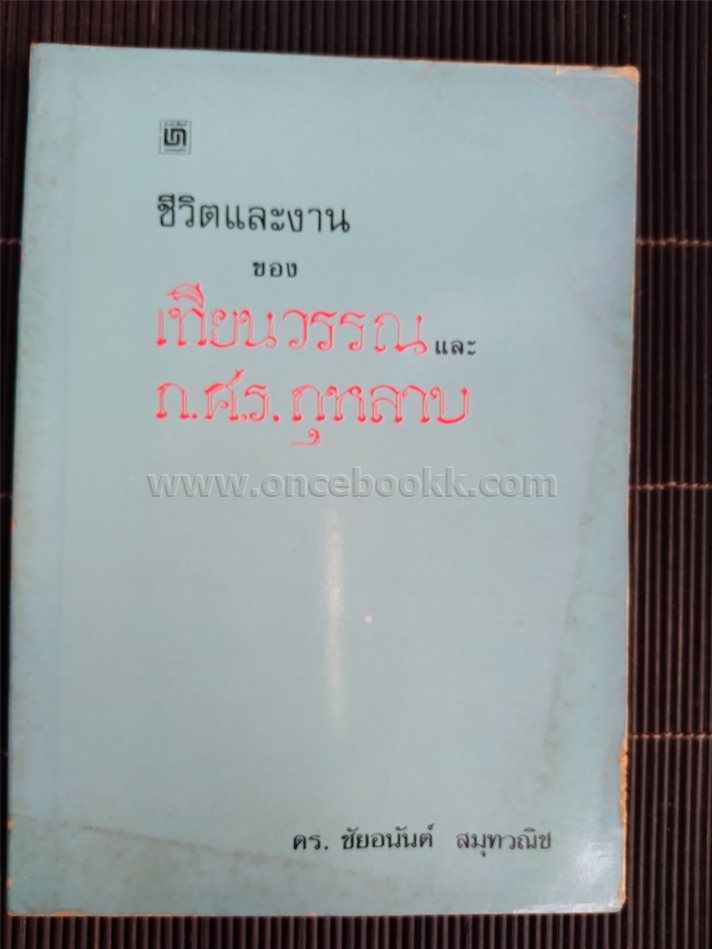 ชีวิตและงาน
ของ
เทียนวรรณและ
ก.ศ.ร. กุหลาบ
www.oncebookk.com
ดร. ชัยอนันต์ สมุทวณิช